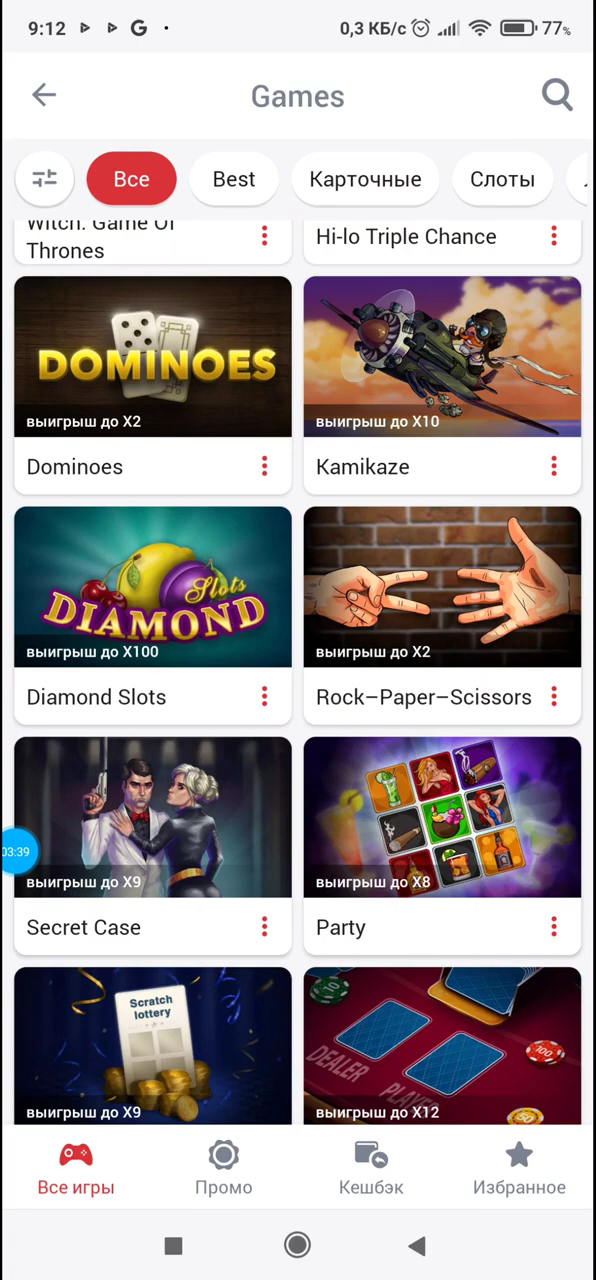 9:12
0,3 КБ/с
77%
Games
Все
Best
Карточные
Слоты
Witch: Game Of
Thrones
Hi-lo Triple Chance
DOMINOES
выигрыш до X2
выигрыш до X10
Dominoes
Kamikaze
Slots
DIAMOND
выигрыш до X100
выигрыш до X2
Diamond Slots
Rock–Paper–Scissors
03:39
выигрыш до X9
выигрыш до X8
Secret Case
Party
Scratch
lottery
10
100
DEALER
PLAYER
50
выигрыш до X9
выигрыш до X12
Все игры
Промо
Кешбэк
Избранное